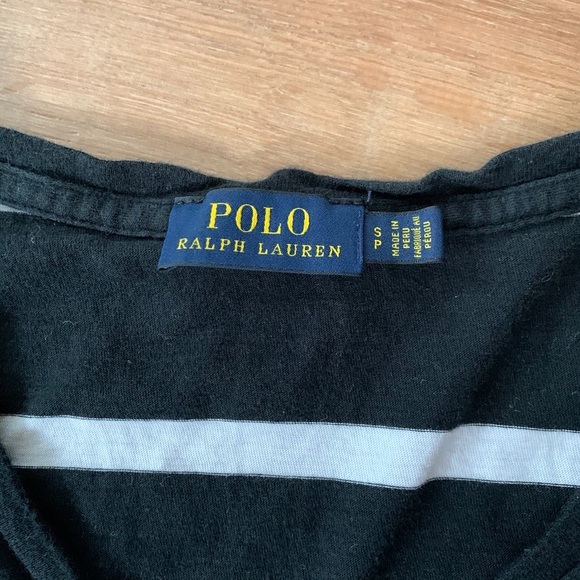 POLO
RALPH LAUREN
S
P
MADE IN
PERU
FABRIQUÉ AU
PÉROU